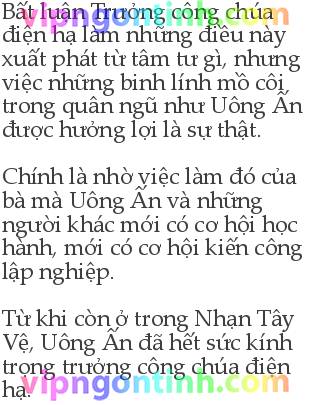 Bất luận Trưởng công chúa
vipngontinh.com
điện hạ làm những điều này
xuất phát từ tâm tư gì, nhưng
việc những binh lính mồ côi
trong quân ngũ như Uông Ấn
được hưởng lợi là sự thật.
Chính là nhờ việc làm đó của
bà mà Uông Ấn và những
người khác mới có cơ hội học
hành, mới có cơ hội kiến công
lập nghiệp.
Từ khi còn ở trong Nhạn Tây
Vệ, Uông Ấn đã hết sức kính
trọng trưởng công chúa điện
hạ.
vipngontinh.com